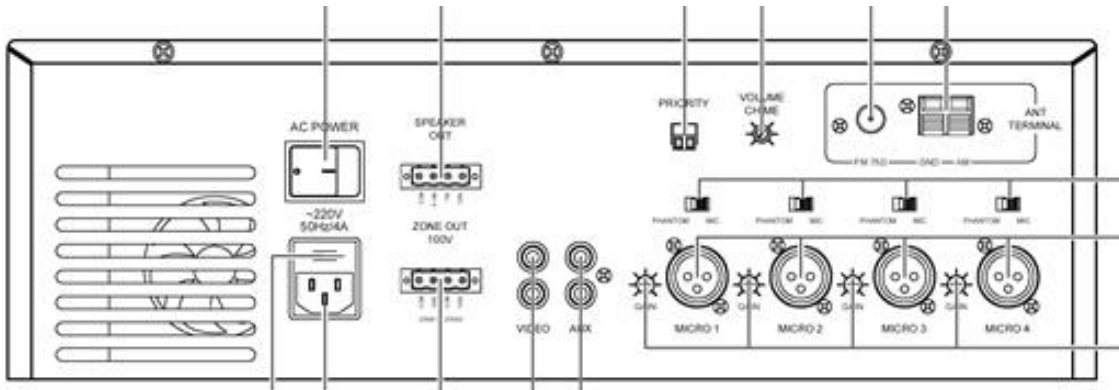 PRIORITY
VOLUME
CHIME
SPEAKER
OUT
AC POWER
ANT
TERMINAL
FM 75Ω
GND
AM
~220V
50Hz/4A
ZONE OUT
100V
PHANTOM MIC
PHANTOM MIC
PHANTOM MIC
PHANTOM MIC
GAIN
GAIN
GAIN
GAIN
VIDEO
AUX
MICRO 1
MICRO 2
MICRO 3
MICRO 4